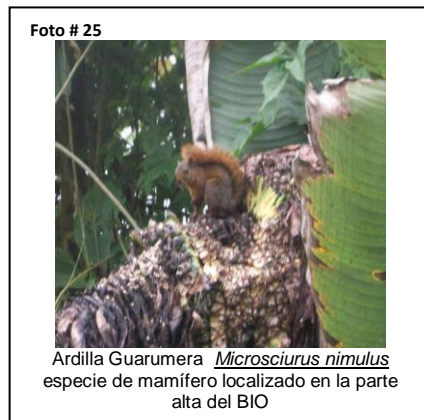 Foto # 25
Ardilla Guarumera Microsciurus nimulus
especie de mamífero localizado en la parte
alta del BIO